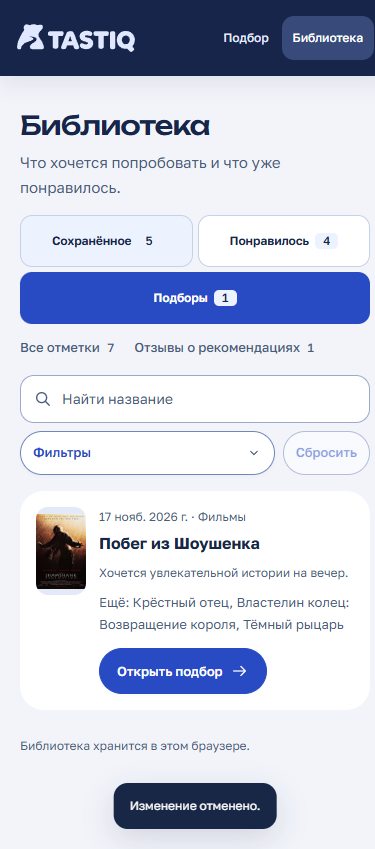 TASTIQ
Подбор
Библиотека
Библиотека
Что хочется попробовать и что уже
понравилось.
Сохранённое 5
Понравилось 4
Подборы 1
Все отметки 7
Отзывы о рекомендациях 1
Найти название
Фильтры
Сбросить
17 нояб. 2026 г. · Фильмы
Побег из Шоушенка
Хочется увлекательной истории на вечер.
Ещё: Крёстный отец, Властелин колец:
Возвращение короля, Тёмный рыцарь
Открыть подбор
Библиотека хранится в этом браузере.
Изменение отменено.